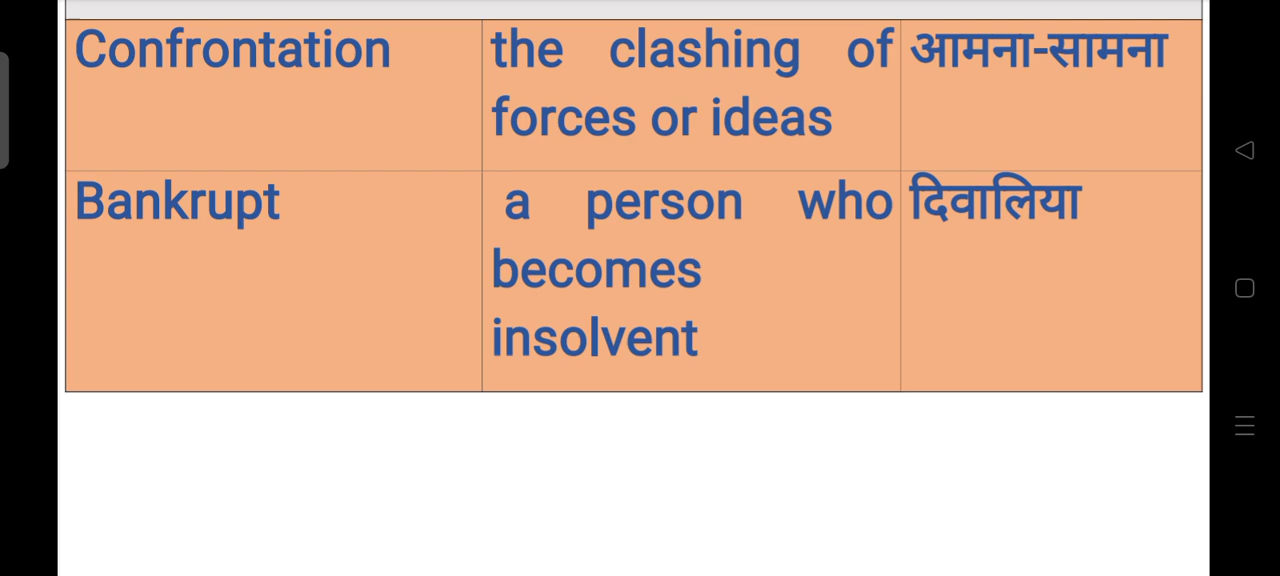 Confrontation
the clashing of
forces or ideas
आमना-सामना
Bankrupt
a person who
becomes
insolvent
दिवालिया